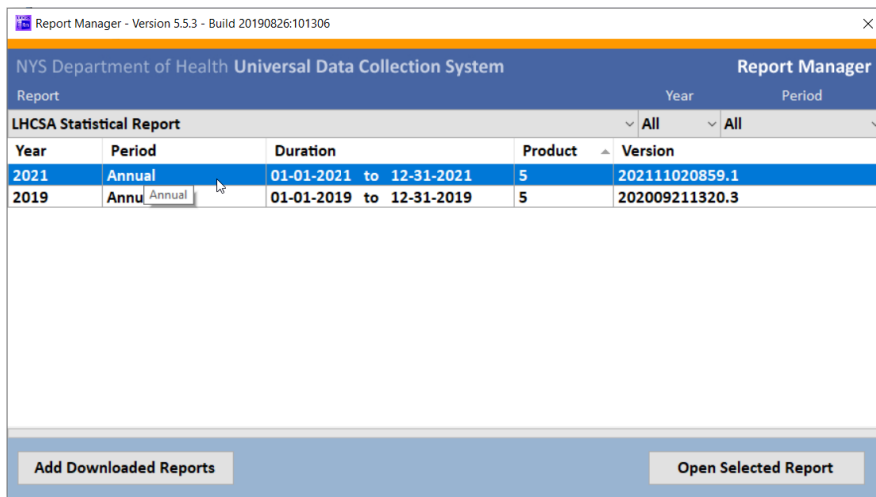 Report Manager - Version 5.5.3 - Build 20190826:101306
NYS Department of Health Universal Data Collection System Report Manager
Report Year Period
LHCSA Statistical Report All All
Year Period Duration Product Version
2021 Annual 01-01-2021 to 12-31-2021 5 202111020859.1
2019 Annu 01-01-2019 to 12-31-2019 5 202009211320.3
Annual
Add Downloaded Reports Open Selected Report